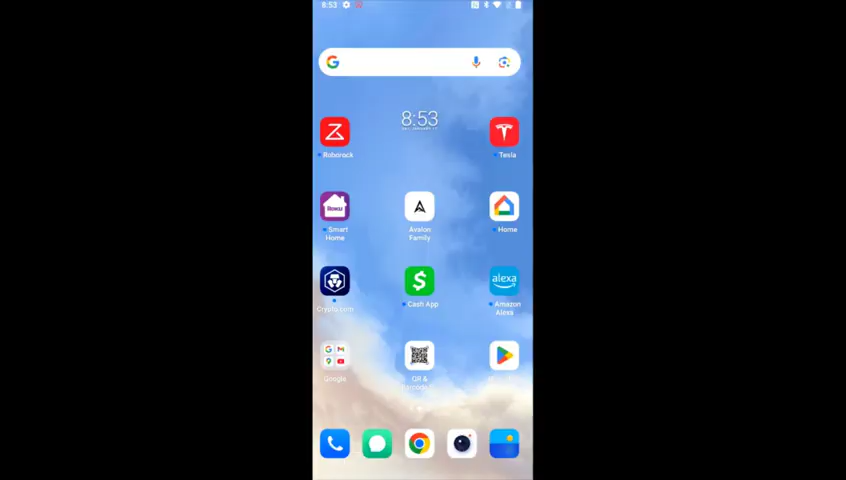 8:53
8:53
Roborock
Tesla
Roku
Smart
Home
Avalon
Family
Home
Crypto.com
Cash App
alexa
Amazon
Alexa
Google
QR &